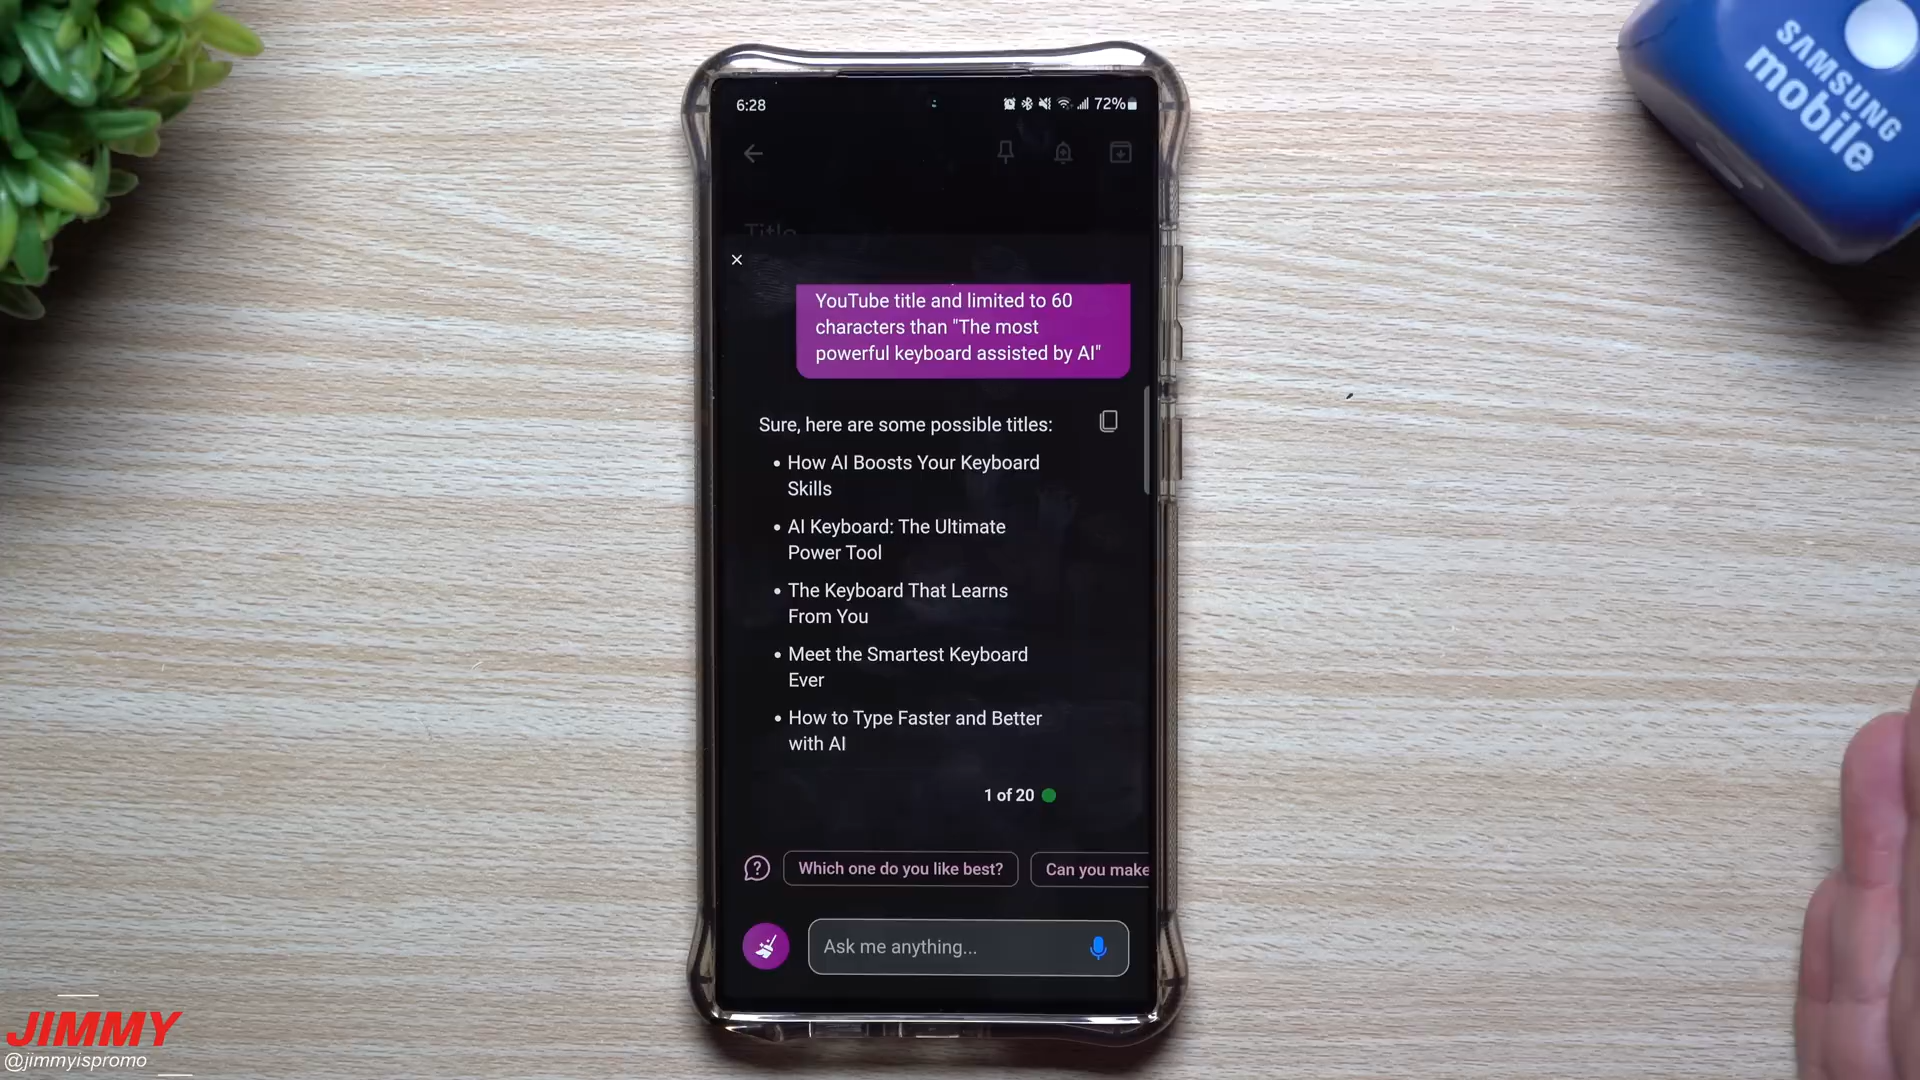 6:28
72%
Title
YouTube title and limited to 60
characters than "The most
powerful keyboard assisted by AI"
Sure, here are some possible titles:
• How AI Boosts Your Keyboard
Skills
• AI Keyboard: The Ultimate
Power Tool
• The Keyboard That Learns
From You
• Meet the Smartest Keyboard
Ever
• How to Type Faster and Better
with AI
1 of 20
Which one do you like best?
Can you make
Ask me anything...
SAMSUNG
mobile
JIMMY
@jimmyispromo